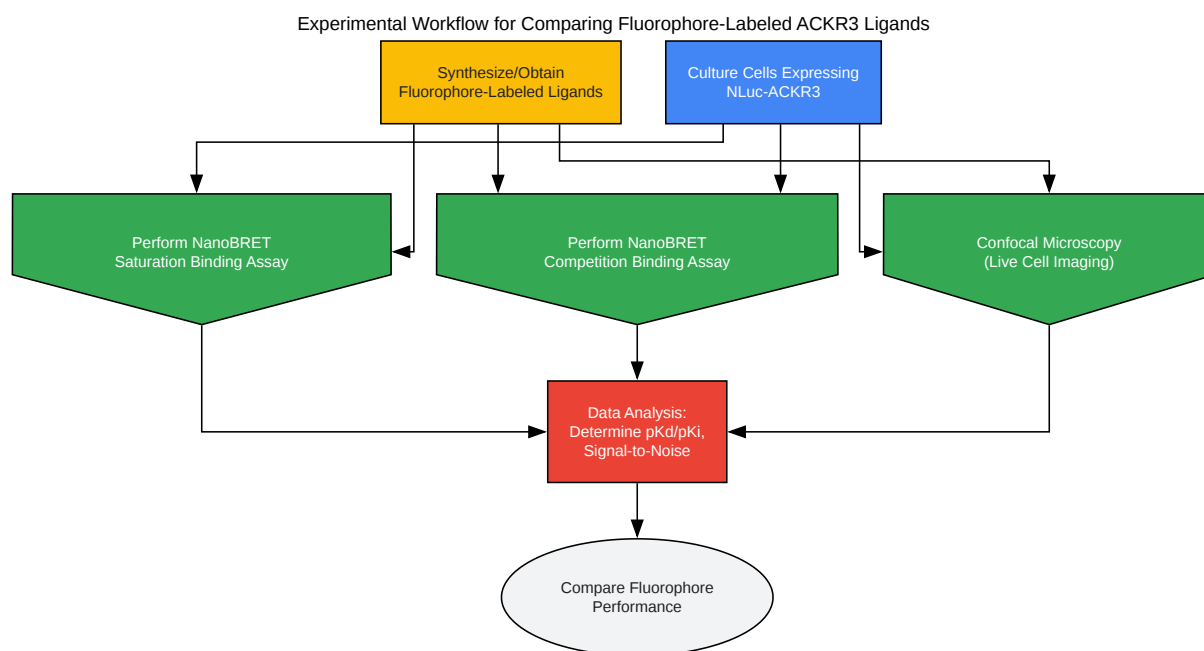 Experimental Workflow for Comparing Fluorophore-Labeled ACKR3 Ligands
Synthesize/Obtain
Fluorophore-Labeled Ligands
Culture Cells Expressing
NLuc-ACKR3
Perform NanoBRET
Saturation Binding Assay
Perform NanoBRET
Competition Binding Assay
Confocal Microscopy
(Live Cell Imaging)
Data Analysis:
Determine pKd/pKi,
Signal-to-Noise
Compare Fluorophore
Performance